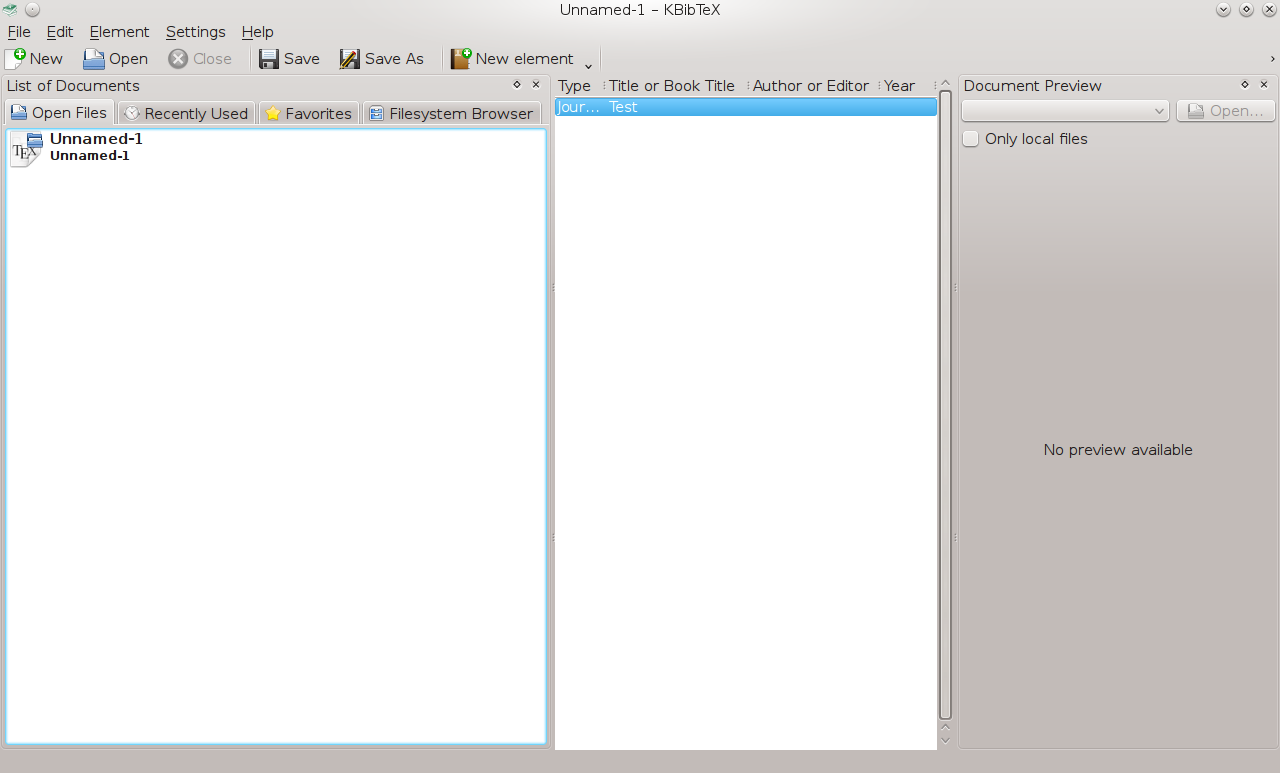 Unnamed-1 – KBibTeX
File Edit Element Settings Help
New Open Close Save Save As New element
List of Documents
Open Files Recently Used Favorites Filesystem Browser
Unnamed-1
Unnamed-1
TEX
Type Title or Book Title Author or Editor Year
Jour... Test
Document Preview
Open...
Only local files
No preview available